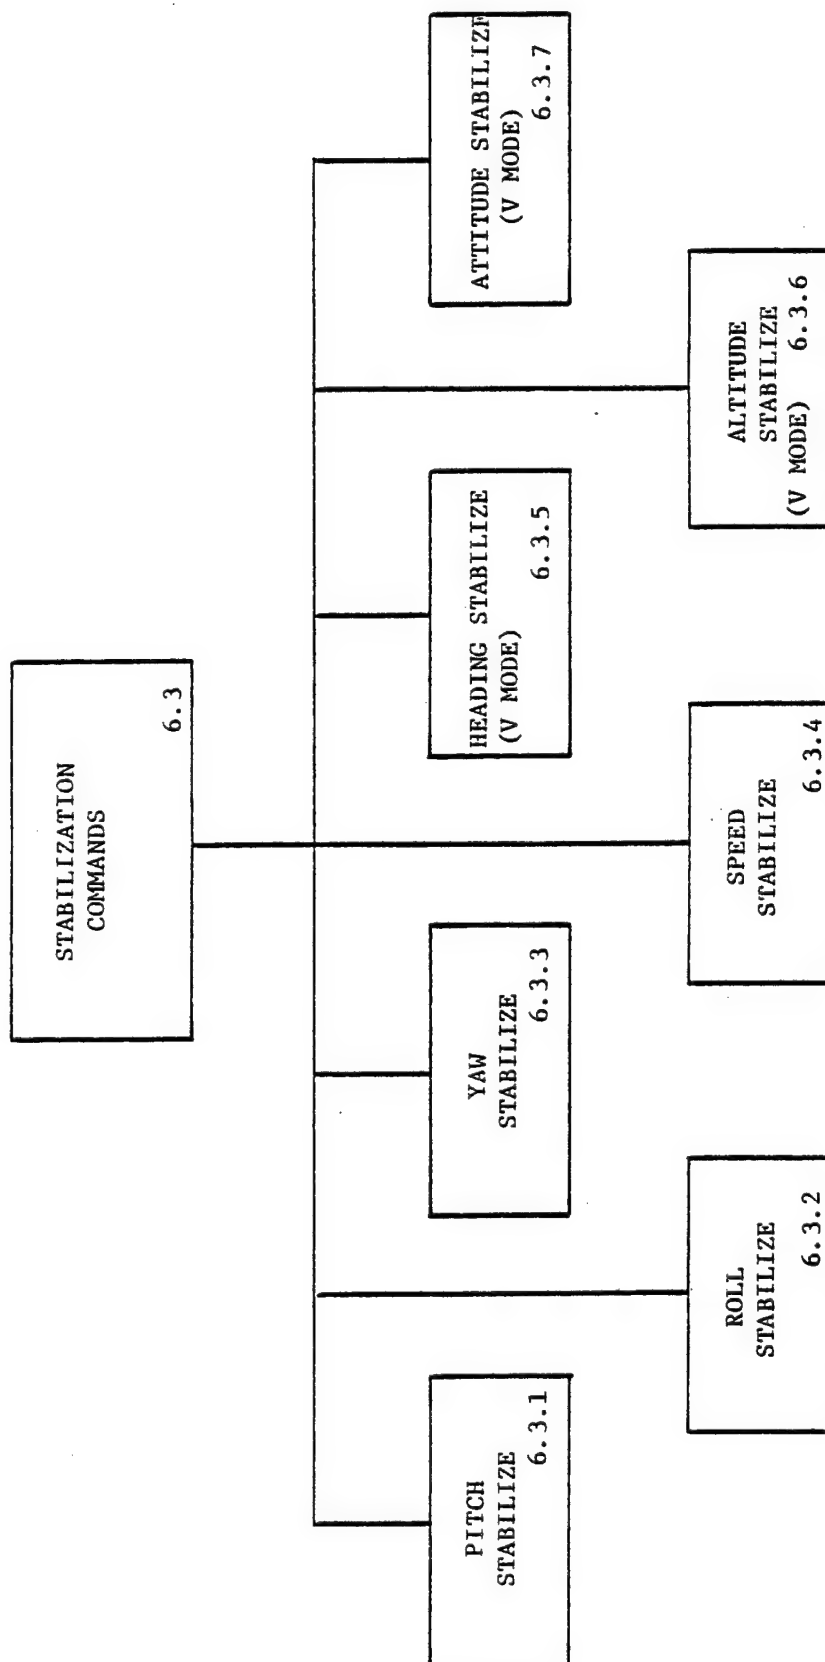 STABILIZATION
COMMANDS
6.3
PITCH
STABILIZE
6.3.1
ROLL
STABILIZE
6.3.2
YAW
STABILIZE
6.3.3
SPEED
STABILIZE
6.3.4
HEADING STABILIZE
(V MODE)
6.3.5
ALTITUDE
STABILIZE
(V MODE) 6.3.6
ATTITUDE STABILIZE
(V MODE)
6.3.7